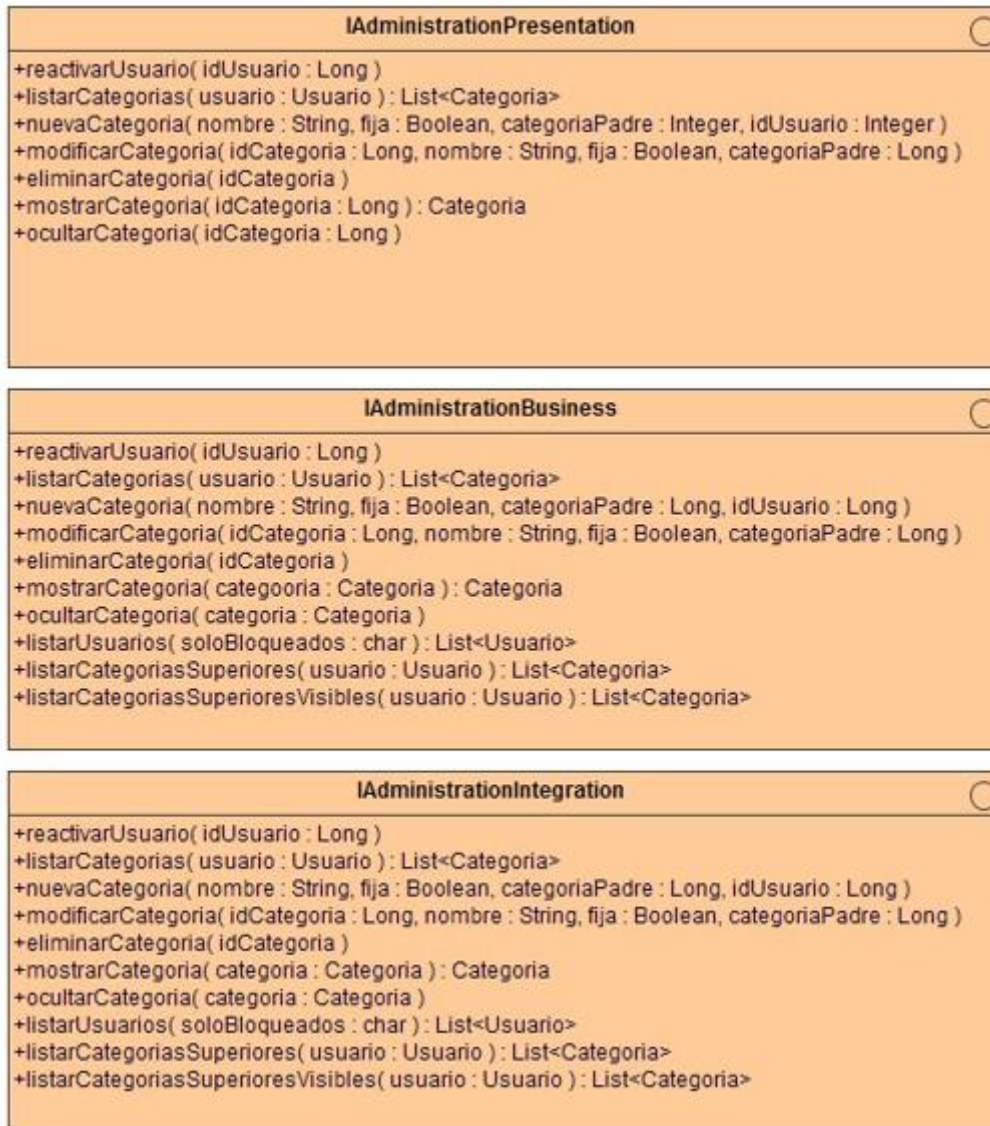 IAdministrationPresentation
+reactivarUsuario( idUsuario : Long )
+listarCategorias( usuario : Usuario ) : List<Categoria>
+nuevaCategoria( nombre : String, fija : Boolean, categoriaPadre : Integer, idUsuario : Integer )
+modificarCategoria( idCategoria : Long, nombre : String, fija : Boolean, categoriaPadre : Long )
+eliminarCategoria( idCategoria )
+mostrarCategoria( idCategoria : Long ) : Categoria
+ocultarCategoria( idCategoria : Long )
IAdministrationBusiness
+reactivarUsuario( idUsuario : Long )
+listarCategorias( usuario : Usuario ) : List<Categoria>
+nuevaCategoria( nombre : String, fija : Boolean, categoriaPadre : Long, idUsuario : Long )
+modificarCategoria( idCategoria : Long, nombre : String, fija : Boolean, categoriaPadre : Long )
+eliminarCategoria( idCategoria )
+mostrarCategoria( categooria : Categoria ) : Categoria
+ocultarCategoria( categoria : Categoria )
+listarUsuarios( soloBloqueados : char ) : List<Usuario>
+listarCategoriasSuperiores( usuario : Usuario ) : List<Categoria>
+listarCategoriasSuperioresVisibles( usuario : Usuario ) : List<Categoria>
IAdministrationIntegration
+reactivarUsuario( idUsuario : Long )
+listarCategorias( usuario : Usuario ) : List<Categoria>
+nuevaCategoria( nombre : String, fija : Boolean, categoriaPadre : Long, idUsuario : Long )
+modificarCategoria( idCategoria : Long, nombre : String, fija : Boolean, categoriaPadre : Long )
+eliminarCategoria( idCategoria )
+mostrarCategoria( categoria : Categoria ) : Categoria
+ocultarCategoria( categoria : Categoria )
+listarUsuarios( soloBloqueados : char ) : List<Usuario>
+listarCategoriasSuperiores( usuario : Usuario ) : List<Categoria>
+listarCategoriasSuperioresVisibles( usuario : Usuario ) : List<Categoria>